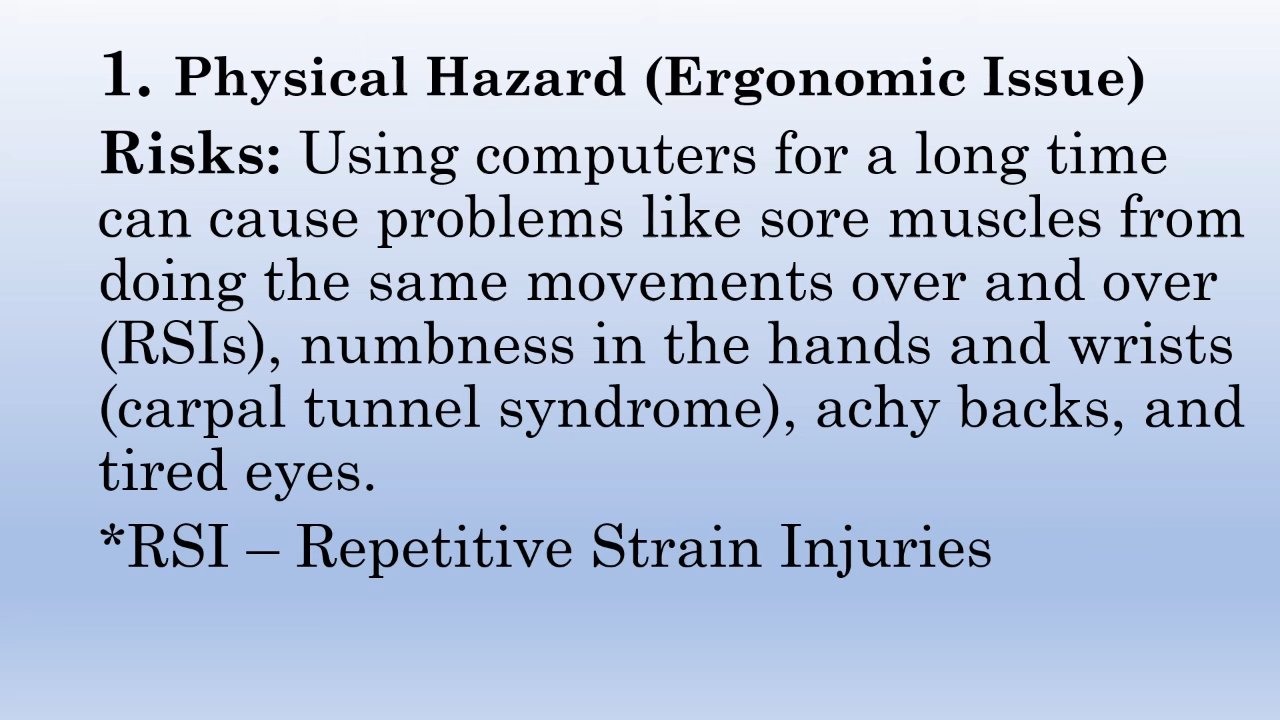 1. Physical Hazard (Ergonomic Issue)
Risks: Using computers for a long time
can cause problems like sore muscles from
doing the same movements over and over
(RSIs), numbness in the hands and wrists
(carpal tunnel syndrome), achy backs, and
tired eyes.
*RSI – Repetitive Strain Injuries